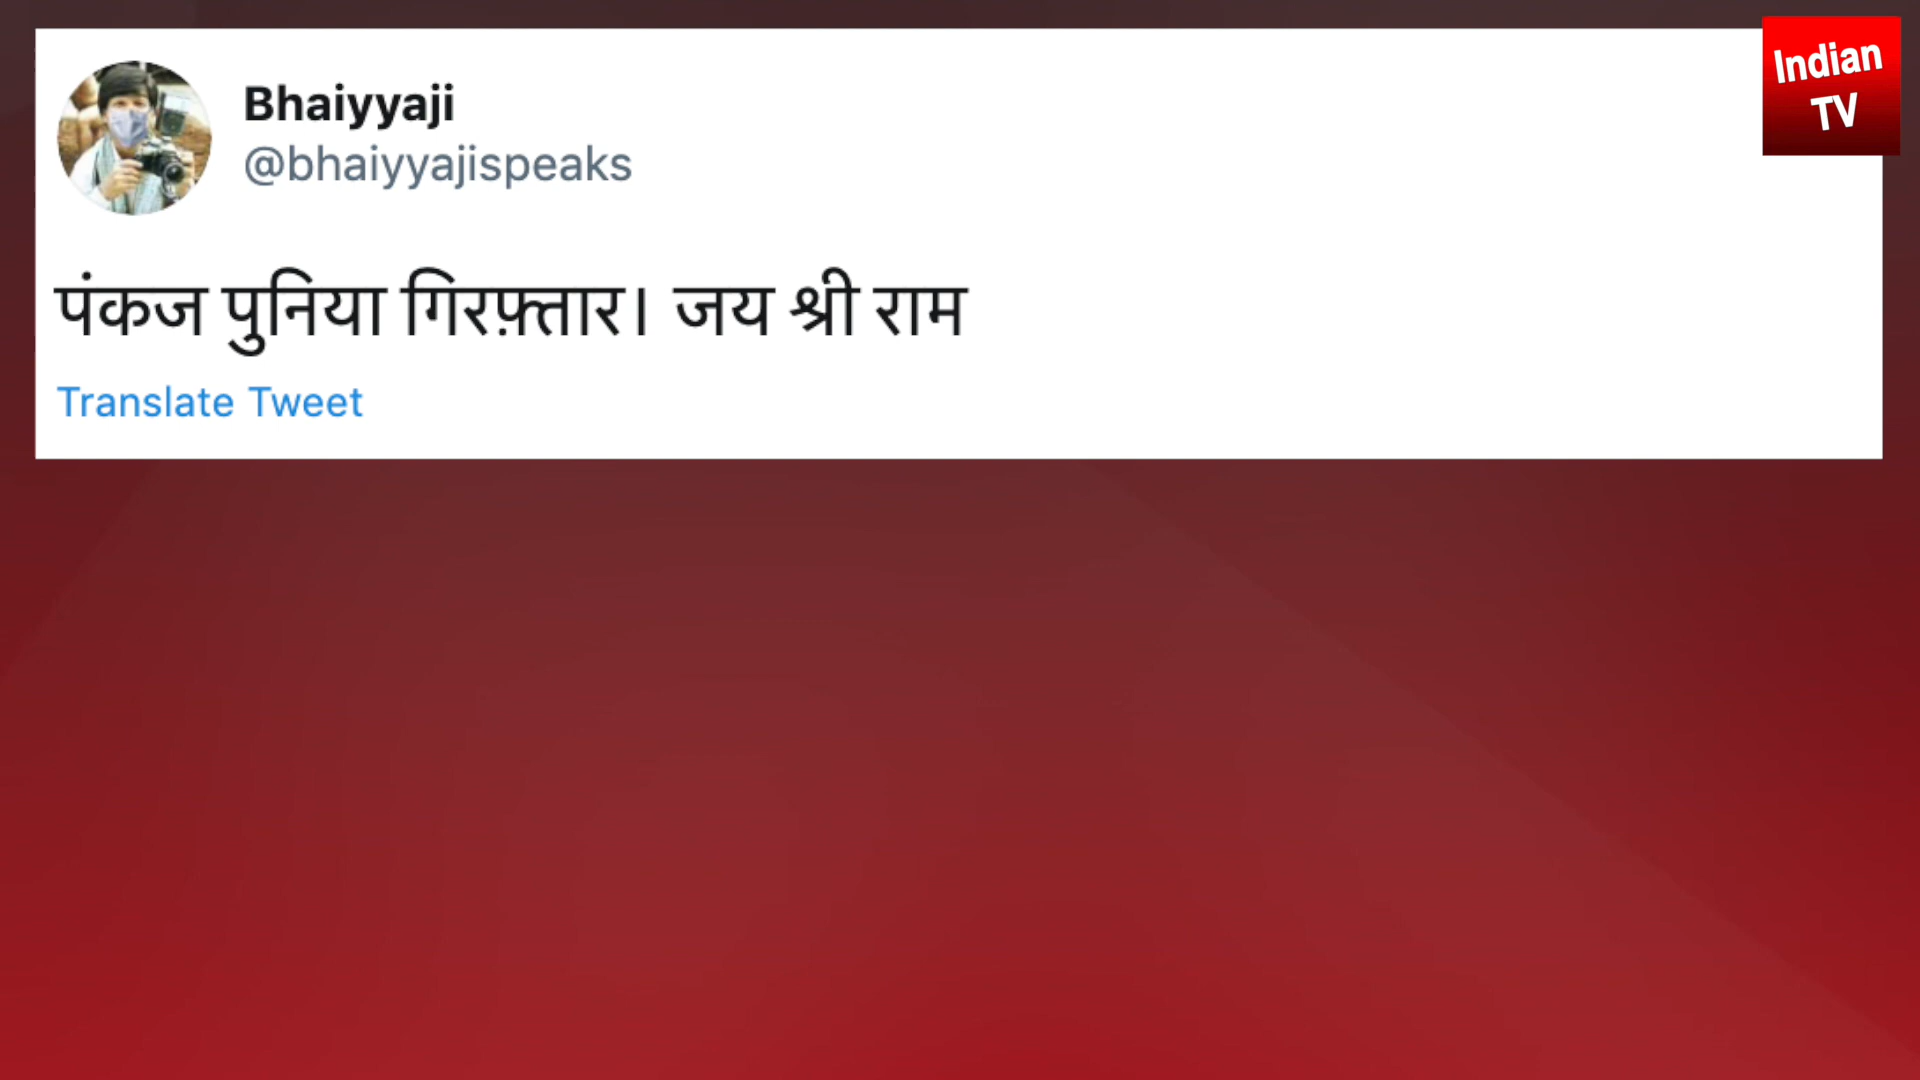 Bhaiyyaji
@bhaiyyajispeaks
पंकज पुनिया गिरफ़्तार। जय श्री राम
Translate Tweet
Indian
TV